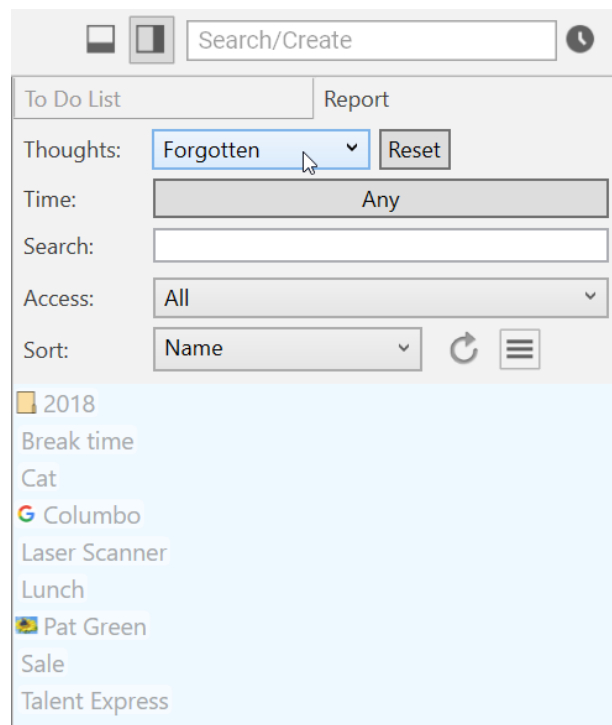 Search/Create
To Do List Report
Thoughts: Forgotten Reset
Time: Any
Search:
Access: All
Sort: Name
2018
Break time
Cat
G Columbo
Laser Scanner
Lunch
Pat Green
Sale
Talent Express